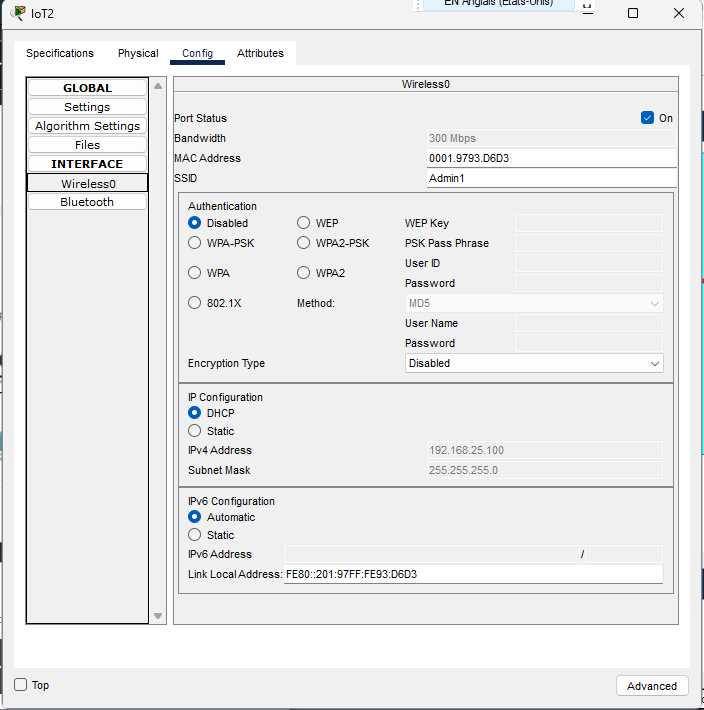 IoT2
EN Anglais (États-Unis)
Specifications Physical Config Attributes
GLOBAL
Settings
Algorithm Settings
Files
INTERFACE
Wireless0
Bluetooth
Wireless0
Port Status On
Bandwidth 300 Mbps
MAC Address 0001.9793.D6D3
SSID Admin1
Authentication
Disabled WEP WEP Key
WPA-PSK WPA2-PSK PSK Pass Phrase
User ID
WPA WPA2
Password
802.1X Method: MD5
User Name
Password
Encryption Type Disabled
IP Configuration
DHCP
Static
IPv4 Address 192.168.25.100
Subnet Mask 255.255.255.0
IPv6 Configuration
Automatic
Static
IPv6 Address /
Link Local Address: FE80::201:97FF:FE93:D6D3
Top Advanced